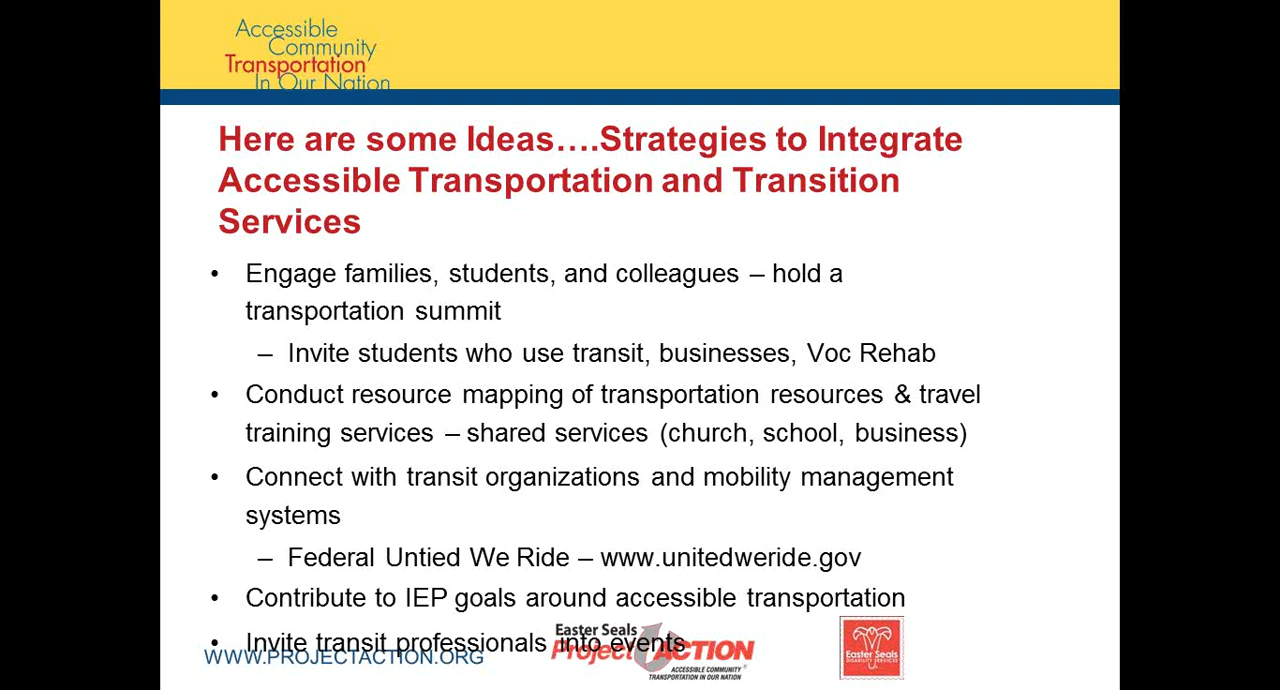 Accessible
Community
Transportation
In Our Nation
Here are some Ideas….Strategies to Integrate
Accessible Transportation and Transition
Services
• Engage families, students, and colleagues – hold a
transportation summit
– Invite students who use transit, businesses, Voc Rehab
• Conduct resource mapping of transportation resources & travel
training services – shared services (church, school, business)
• Connect with transit organizations and mobility management
systems
– Federal Untied We Ride – www.unitedweride.gov
• Contribute to IEP goals around accessible transportation
• Invite transit professionals into events
WWW.PROJECTACTION.ORG
Easter Seals
Project ACTION
ACCESSIBLE COMMUNITY
TRANSPORTATION IN OUR NATION
Easter Seals
DISABILITY SERVICES